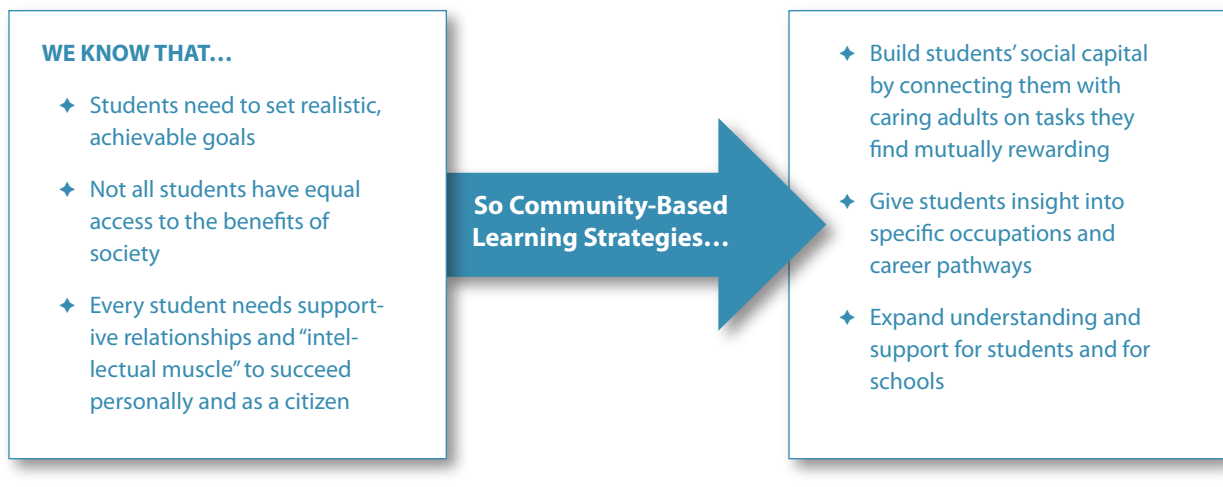 WE KNOW THAT…
✦ Students need to set realistic,
achievable goals
✦ Not all students have equal
access to the benefits of
society
✦ Every student needs support-
ive relationships and “intel-
lectual muscle” to succeed
personally and as a citizen
So Community-Based
Learning Strategies…
✦ Build students’ social capital
by connecting them with
caring adults on tasks they
find mutually rewarding
✦ Give students insight into
specific occupations and
career pathways
✦ Expand understanding and
support for students and for
schools